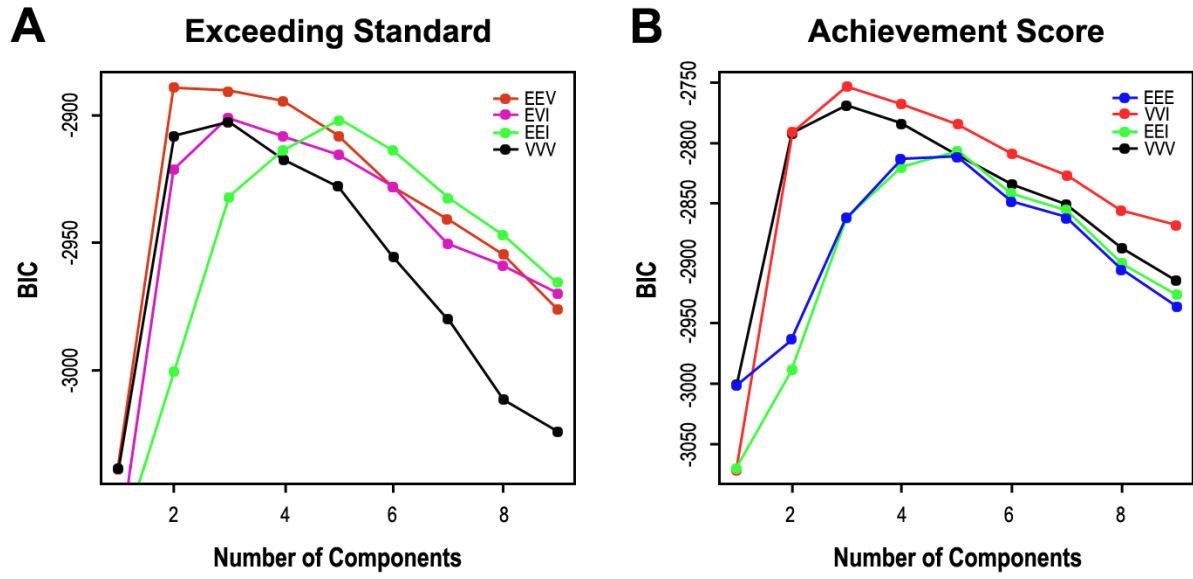 A Exceeding Standard
-2900
-2950
-3000
BIC
EEV
EVI
EEI
VVV
2 4 6 8
Number of Components
B Achievement Score
-2750
-2800
-2850
-2900
-2950
-3000
-3050
BIC
EEE
VVI
EEI
VVV
2 4 6 8
Number of Components